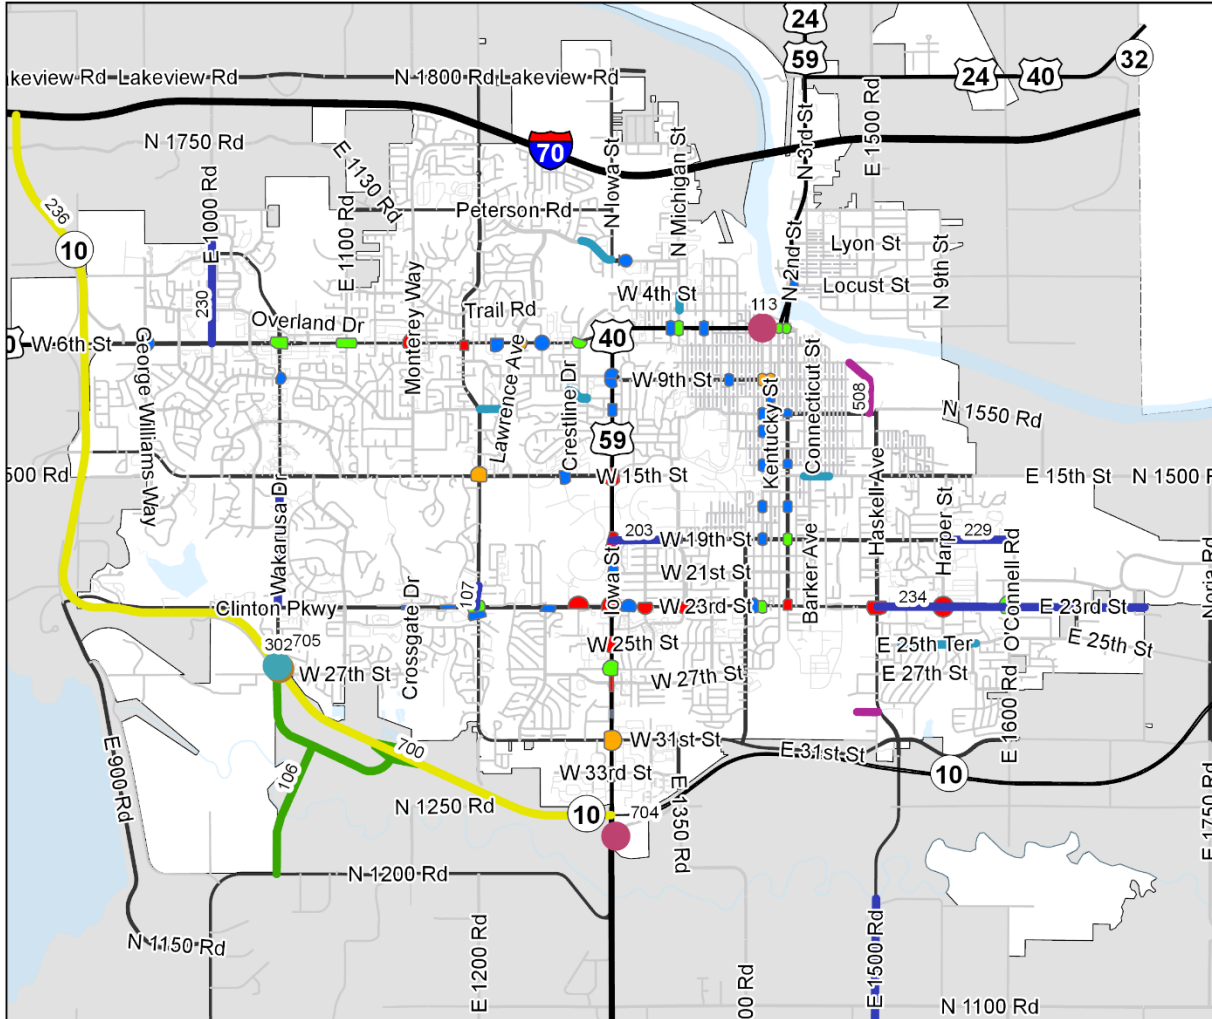 24
59
akeview Rd
Lakeview Rd
N 1800 Rd
Lakeview Rd
24
40
32
N 1750 Rd
70
N 3rd St
E 1500 Rd
E 1130 Rd
E 1000 Rd
N Iowa St
N Michigan St
236
Peterson Rd
10
E 1100 Rd
Lyon St
N 2nd St
N 9th St
230
Monterey Way
W 4th St
Locust St
113
Trail Rd
Overland Dr
0
W 6th St
40
George Williams Way
Lawrence Ave
Crestline Dr
W 9th St
Kentucky St
Connecticut St
508
N 1550 Rd
59
500 Rd
W 15th St
E 15th St
N 1500 R
Wakarusa Dr
Haskell Ave
Harper St
203
W 19th St
229
Iowa St
W 21st St
Barker Ave
O'Connell Rd
Noria Rd
Crossgate Dr
107
Clinton Pkwy
W 23rd St
234
E 23rd St
302
705
W 25th St
E 25th Ter
E 25th St
W 27th St
W 27th St
E 27th St
E 1600 Rd
700
W 31st St
E 31st St
E 900 Rd
106
W 33rd St
10
N 1250 Rd
10
704
E 1350 Rd
E 1750 Rd
N 1200 Rd
N 1150 Rd
E 1200 Rd
00 Rd
E 1500 Rd
N 1100 Rd